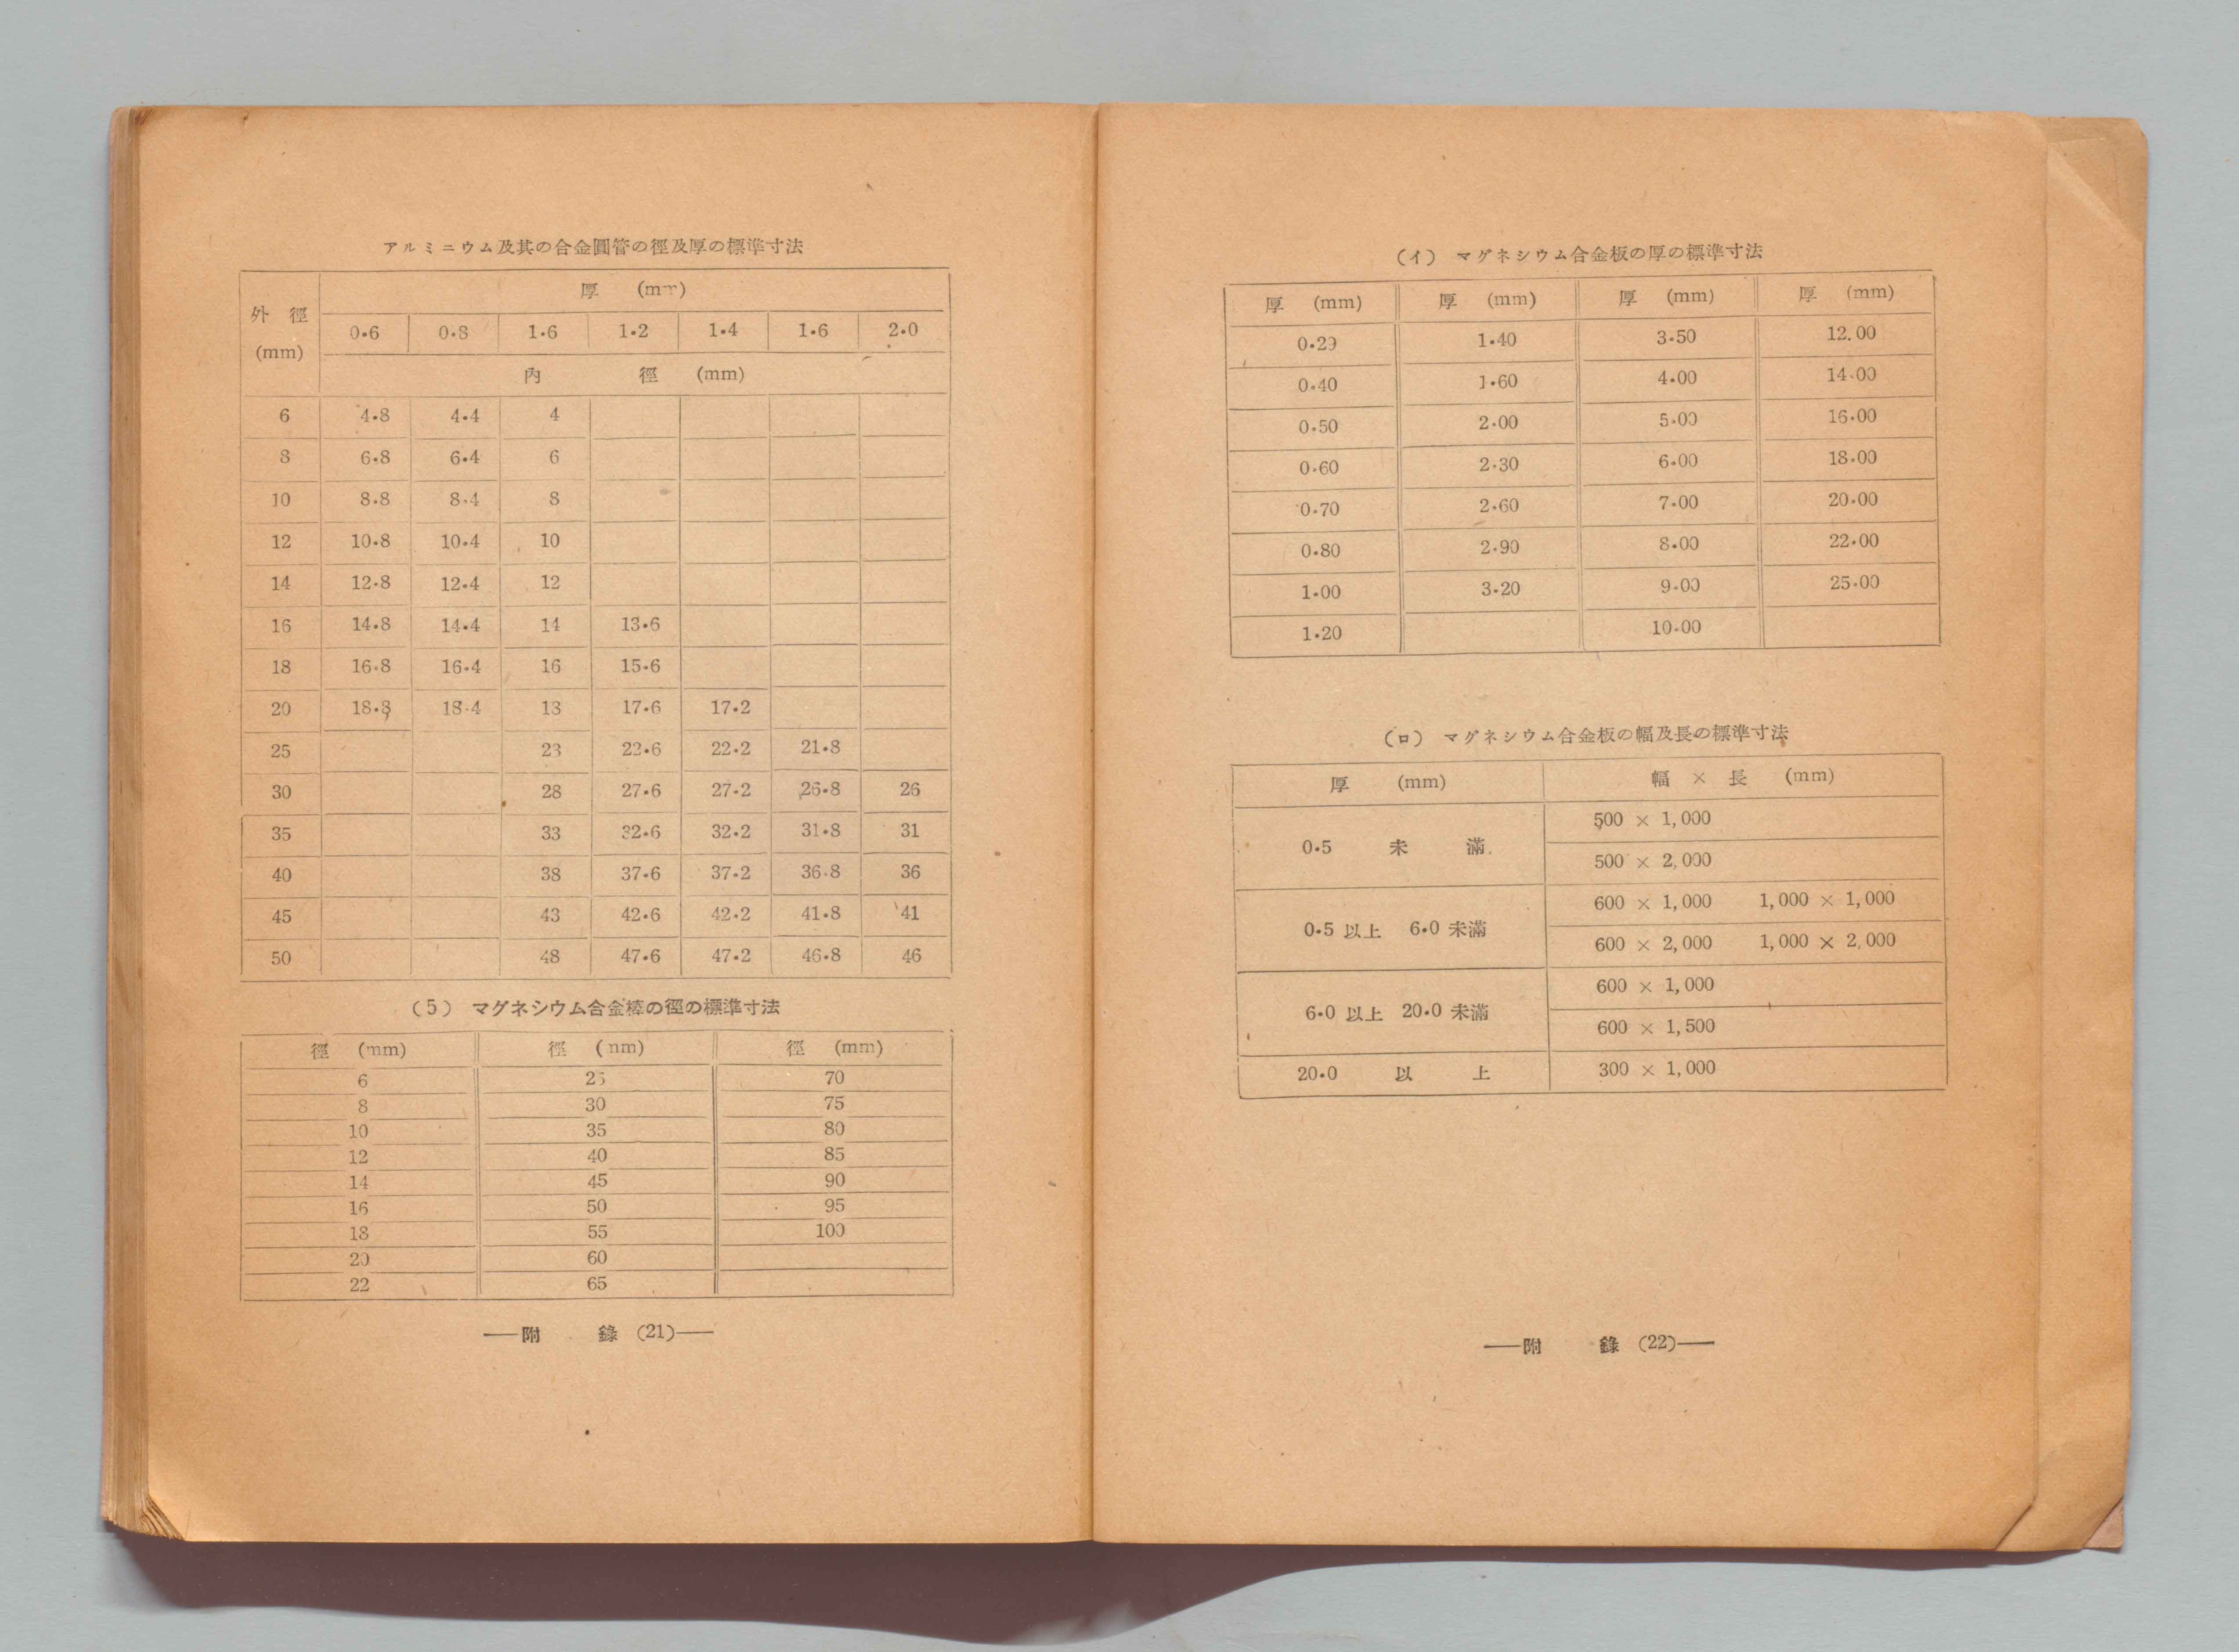 アルミニウム及其の合金圓管の徑及厚の標準寸法
外徑 (mm) 厚 (mm)
0.6 0.8 1.6 1.2 1.4 1.6 2.0
內徑 (mm)
6 4.8 4.4 4
8 6.8 6.4 6
10 8.8 8.4 8
12 10.8 10.4 10
14 12.8 12.4 12
16 14.8 14.4 14 13.6
18 16.8 16.4 16 15.6
20 18.8 18.4 18 17.6 17.2
25 23 22.6 22.2 21.8
30 28 27.6 27.2 26.8 26
35 33 32.6 32.2 31.8 31
40 38 37.6 37.2 36.8 36
45 43 42.6 42.2 41.8 41
50 48 47.6 47.2 46.8 46
(5) マグネシウム合金棒の徑の標準寸法
徑 (mm) 徑 (mm) 徑 (mm)
6 25 70
8 30 75
10 35 80
12 40 85
14 45 90
16 50 95
18 55 100
20 60
22 65
——附 錄 (21)——
(イ) マグネシウム合金板の厚の標準寸法
厚 (mm) 厚 (mm) 厚 (mm) 厚 (mm)
0.29 1.40 3.50 12.00
0.40 1.60 4.00 14.00
0.50 2.00 5.00 16.00
0.60 2.30 6.00 18.00
0.70 2.60 7.00 20.00
0.80 2.90 8.00 22.00
1.00 3.20 9.00 25.00
1.20 10.00
(ロ) マグネシウム合金板の幅及長の標準寸法
厚 (mm) 幅 × 長 (mm)
0.5 未滿 500 × 1,000
500 × 2,000
0.5 以上 6.0 未滿 600 × 1,000 1,000 × 1,000
600 × 2,000 1,000 × 2,000
6.0 以上 20.0 未滿 600 × 1,000
600 × 1,500
20.0 以上 300 × 1,000
——附 錄 (22)——